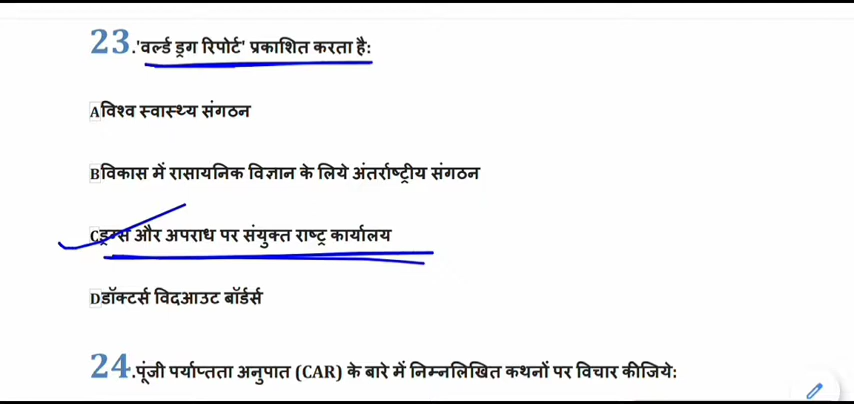 23.'वर्ल्ड ड्रग रिपोर्ट' प्रकाशित करता है:
Aविश्व स्वास्थ्य संगठन
Bविकास में रासायनिक विज्ञान के लिये अंतर्राष्ट्रीय संगठन
Cड्रग्स और अपराध पर संयुक्त राष्ट्र कार्यालय
Dडॉक्टर्स विदआउट बॉर्डर्स
24.पूंजी पर्याप्तता अनुपात (CAR) के बारे में निम्नलिखित कथनों पर विचार कीजिये: